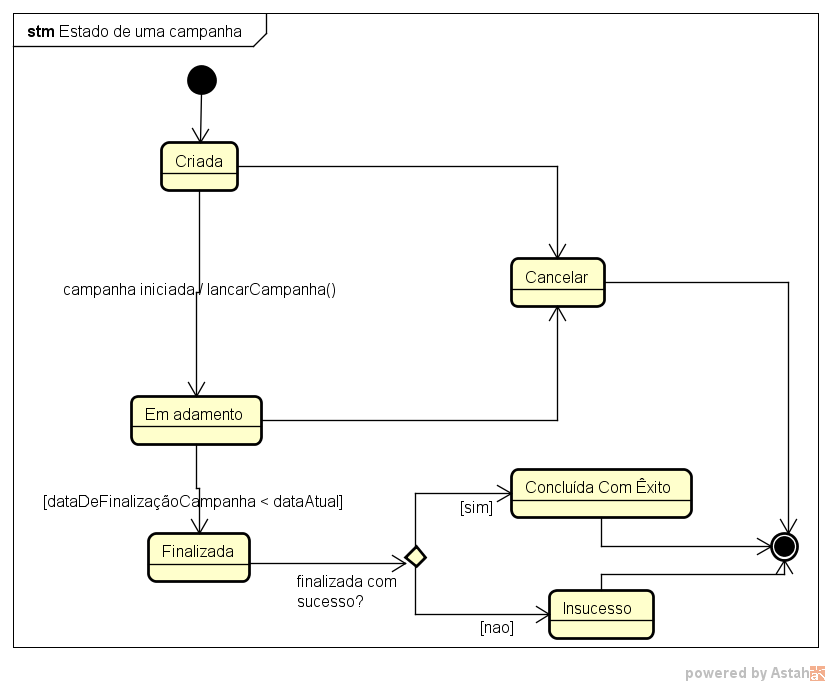 stm Estado de uma campanha
Criada
campanha iniciada / lancarCampanha()
Cancelar
Em adamento
[dataDeFinalizaçãoCampanha < dataAtual]
Concluída Com Êxito
[sim]
Finalizada
finalizada com
sucesso?
Insucesso
[nao]
powered by Astah